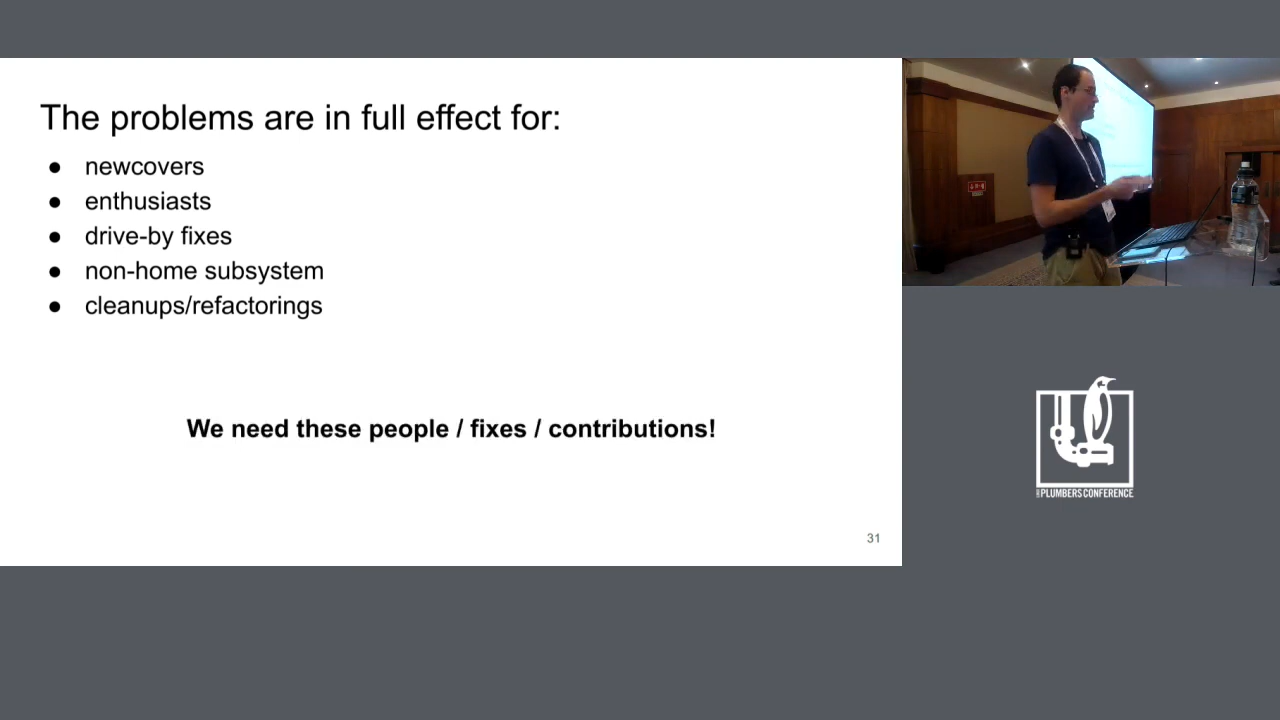 The problems are in full effect for:
● newcovers
● enthusiasts
● drive-by fixes
● non-home subsystem
● cleanups/refactorings
We need these people / fixes / contributions!
31
PLUMBERS CONFERENCE